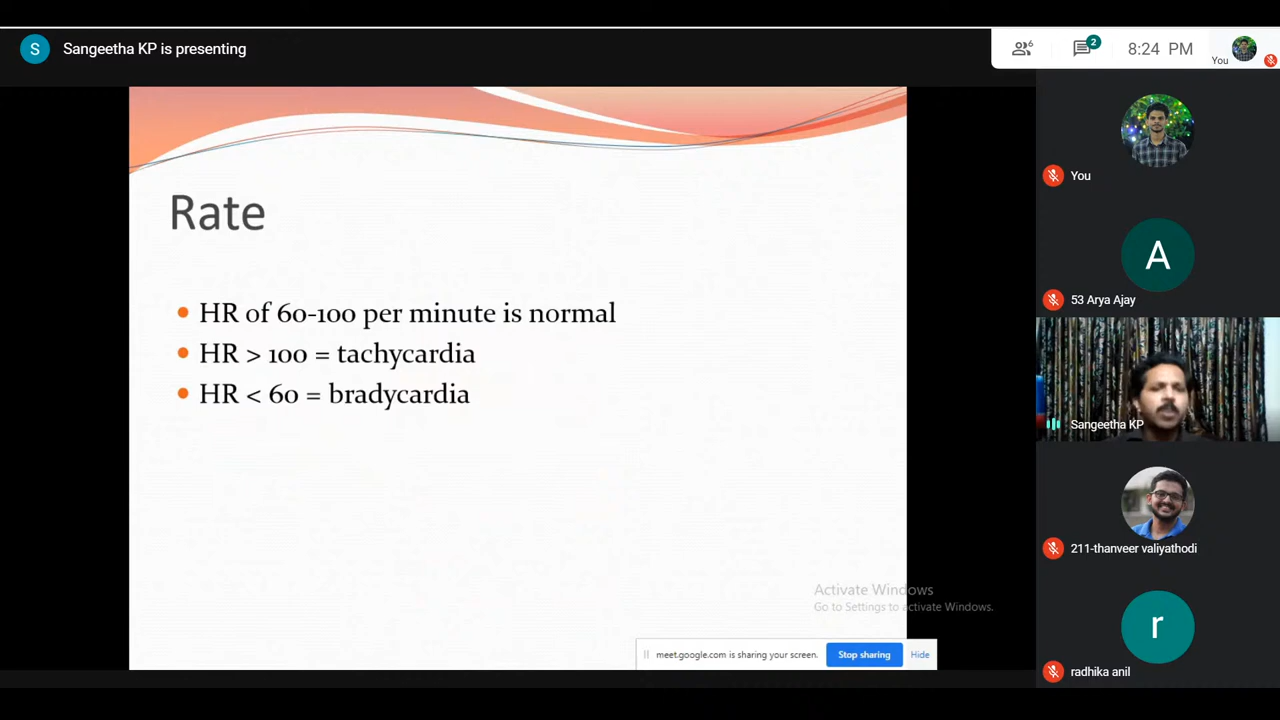 S Sangeetha KP is presenting
6 2 8:24 PM You
Rate
HR of 60-100 per minute is normal
HR > 100 = tachycardia
HR < 60 = bradycardia
Activate Windows
Go to Settings to activate Windows.
meet.google.com is sharing your screen. Stop sharing Hide
You
A
53 Arya Ajay
Sangeetha KP
211-thanveer valiyathodi
r
radhika anil